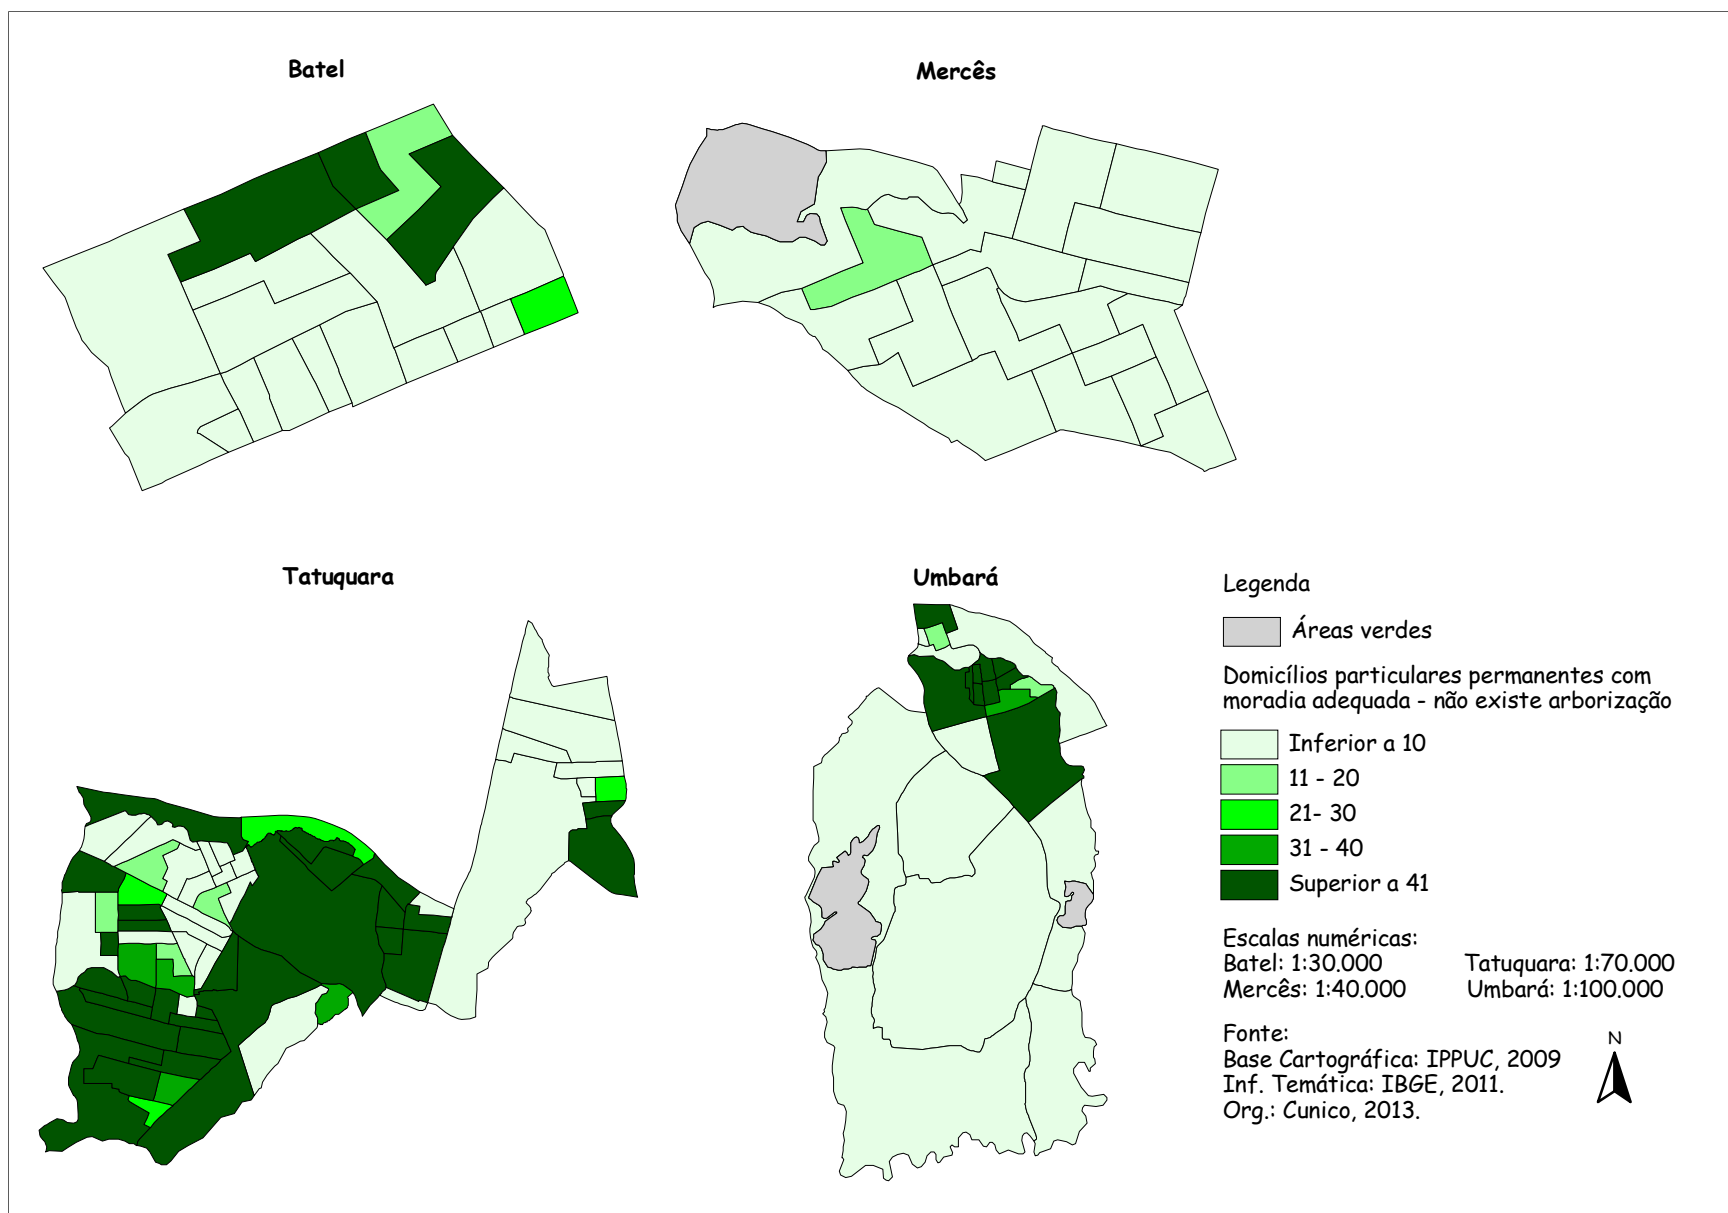 Batel
Mercês
Tatuquara
Umbará
Legenda
Áreas verdes
Domicílios particulares permanentes com
moradia adequada - não existe arborização
Inferior a 10
11 - 20
21- 30
31 - 40
Superior a 41
Escalas numéricas:
Batel: 1:30.000 Tatuquara: 1:70.000
Mercês: 1:40.000 Umbará: 1:100.000
Fonte:
Base Cartográfica: IPPUC, 2009
Inf. Temática: IBGE, 2011.
Org.: Cunico, 2013.
N